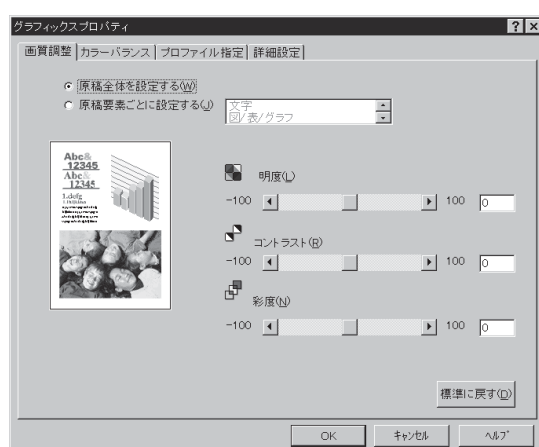 グラフィックスプロパティ
画質調整 カラーバランス プロファイル指定 詳細設定
原稿全体を設定する(W)
原稿要素ごとに設定する(J) 文字
図/表/グラフ
Abc&
12345
Abc&
12345
明度(L)
-100 100 0
コントラスト(R)
-100 100 0
彩度(N)
-100 100 0
標準に戻す(D)
OK キャンセル ヘルプ